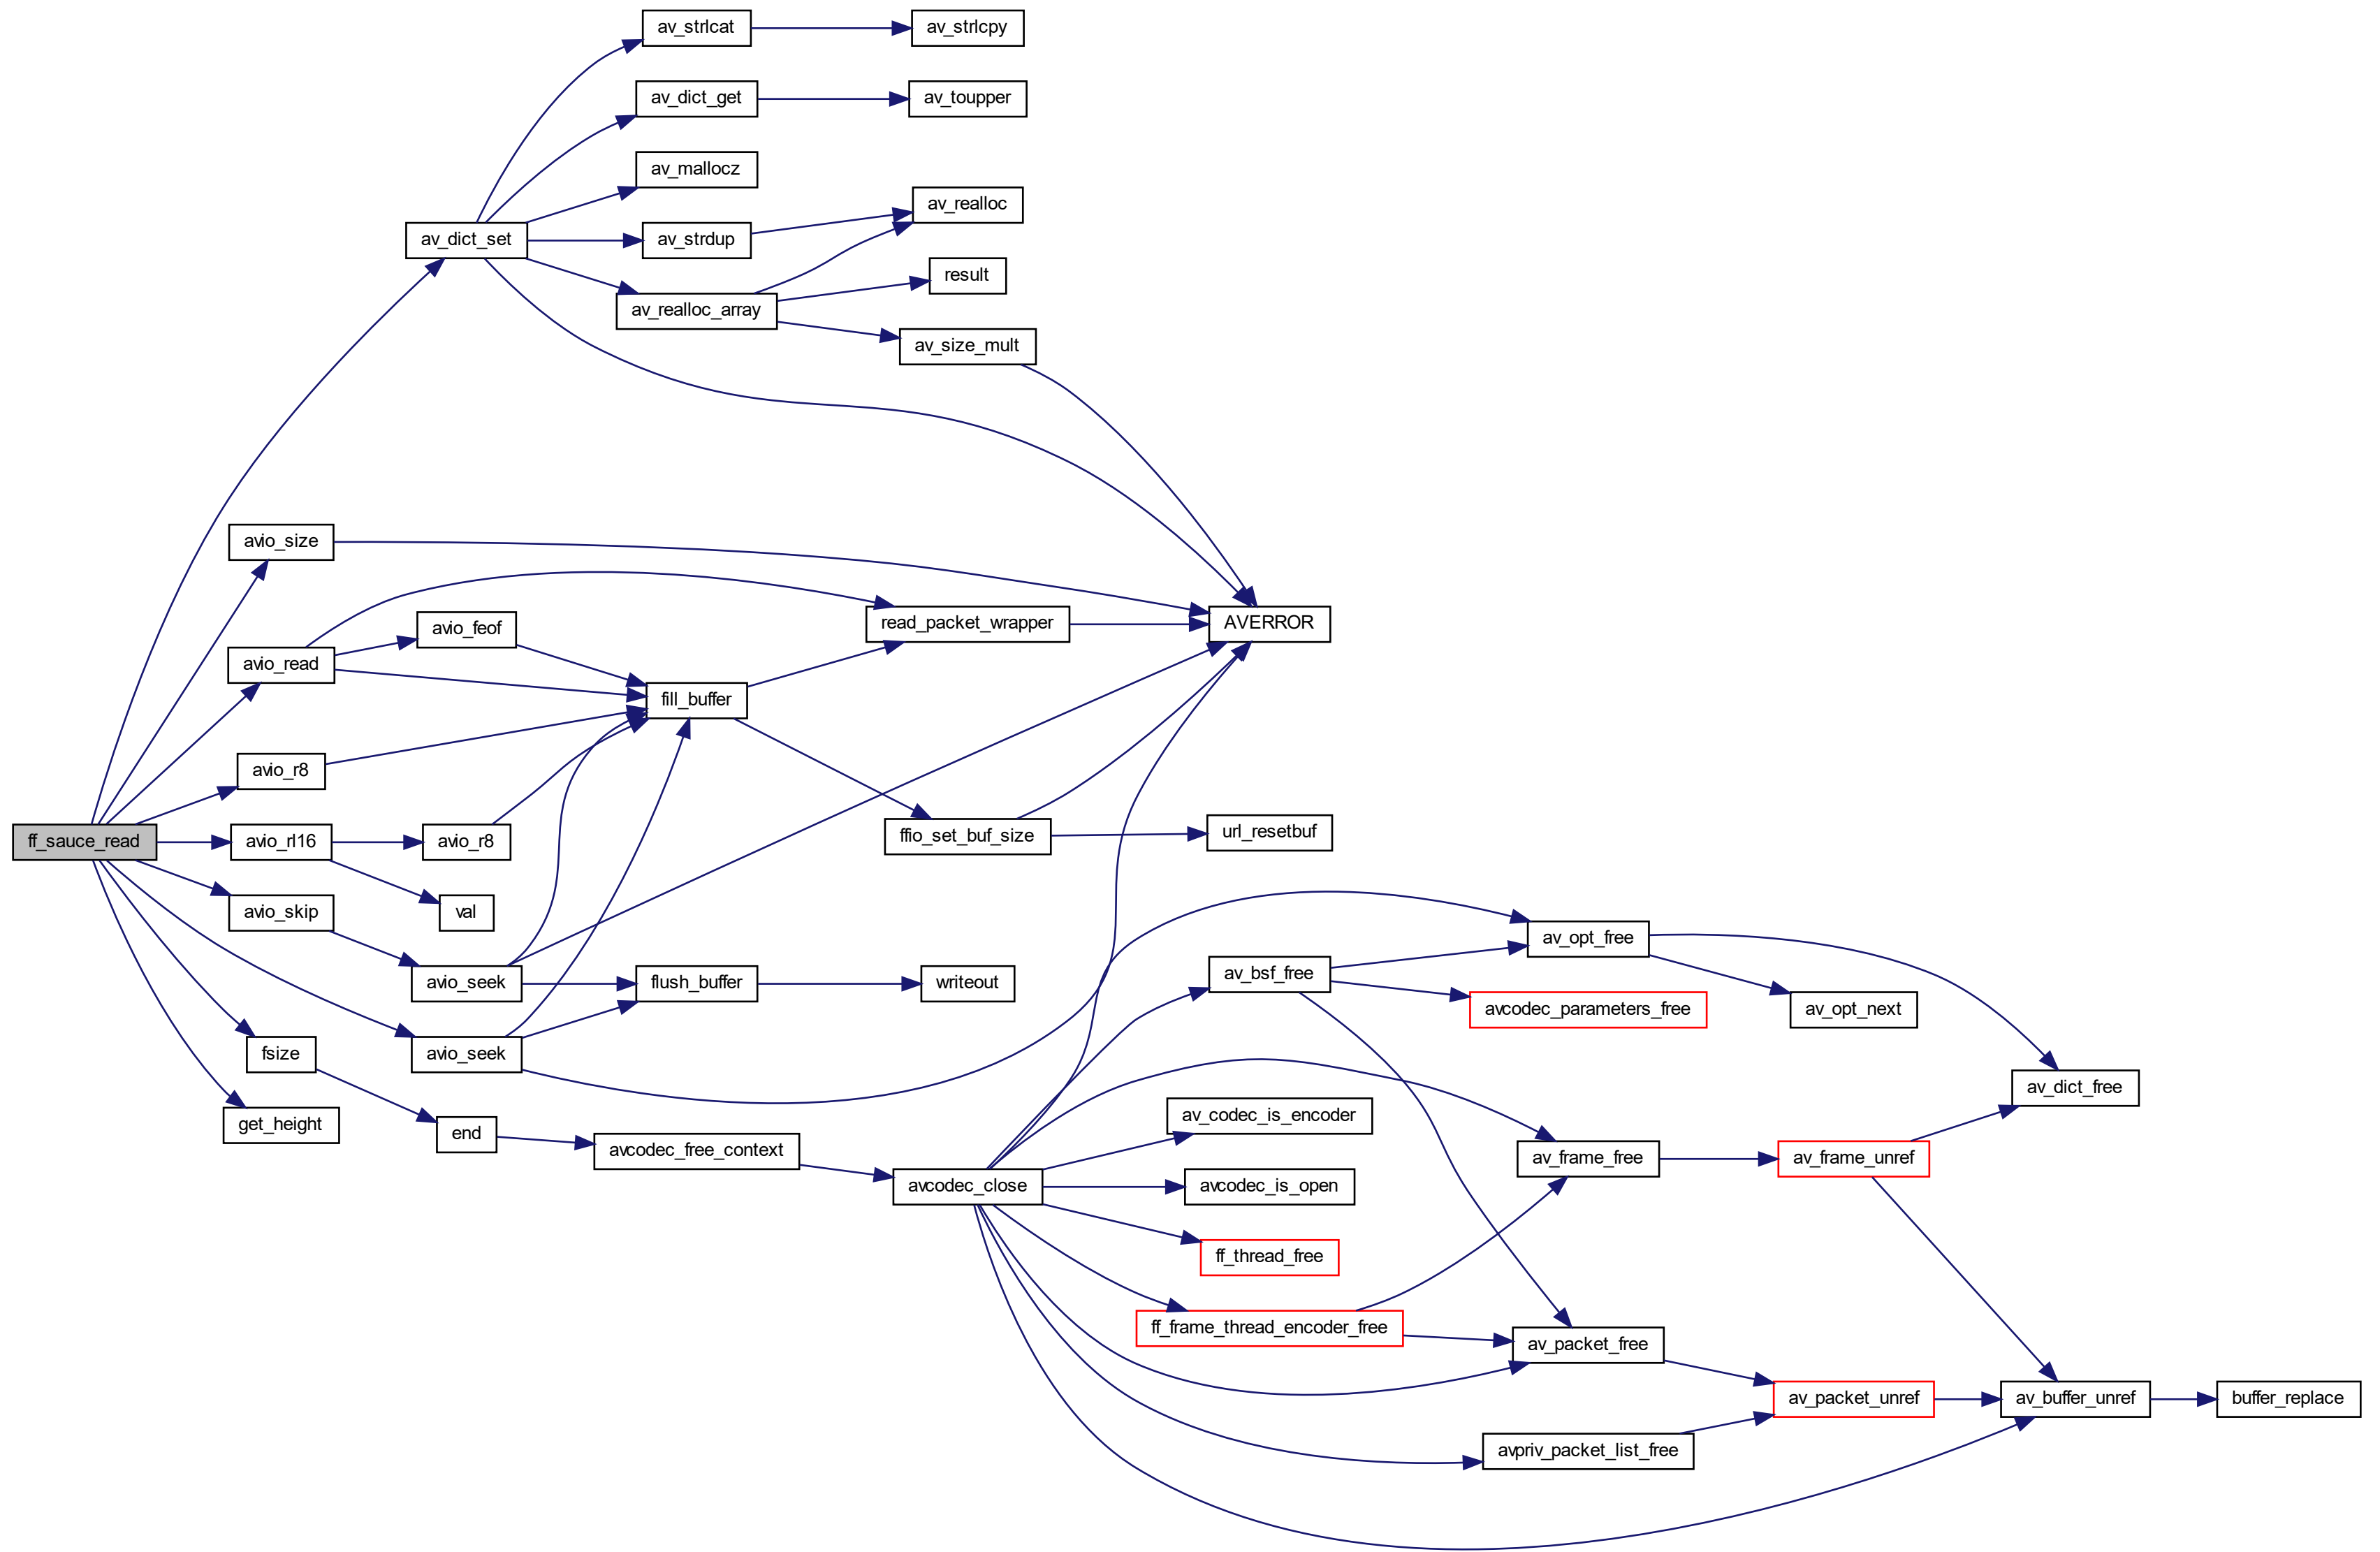 ff_sauce_read
av_dict_set
av_strlcat
av_strlcpy
av_dict_get
av_toupper
av_mallocz
av_strdup
av_realloc
av_realloc_array
result
av_size_mult
AVERROR
avio_size
avio_read
avio_feof
read_packet_wrapper
fill_buffer
avio_r8
ffio_set_buf_size
url_resetbuf
avio_rl16
avio_r8
val
avio_skip
avio_seek
flush_buffer
writeout
avio_seek
fsize
end
get_height
avcodec_free_context
avcodec_close
av_bsf_free
av_opt_free
avcodec_parameters_free
av_opt_next
av_dict_free
av_codec_is_encoder
avcodec_is_open
av_frame_free
av_frame_unref
ff_thread_free
ff_frame_thread_encoder_free
av_packet_free
av_packet_unref
avpriv_packet_list_free
av_buffer_unref
buffer_replace